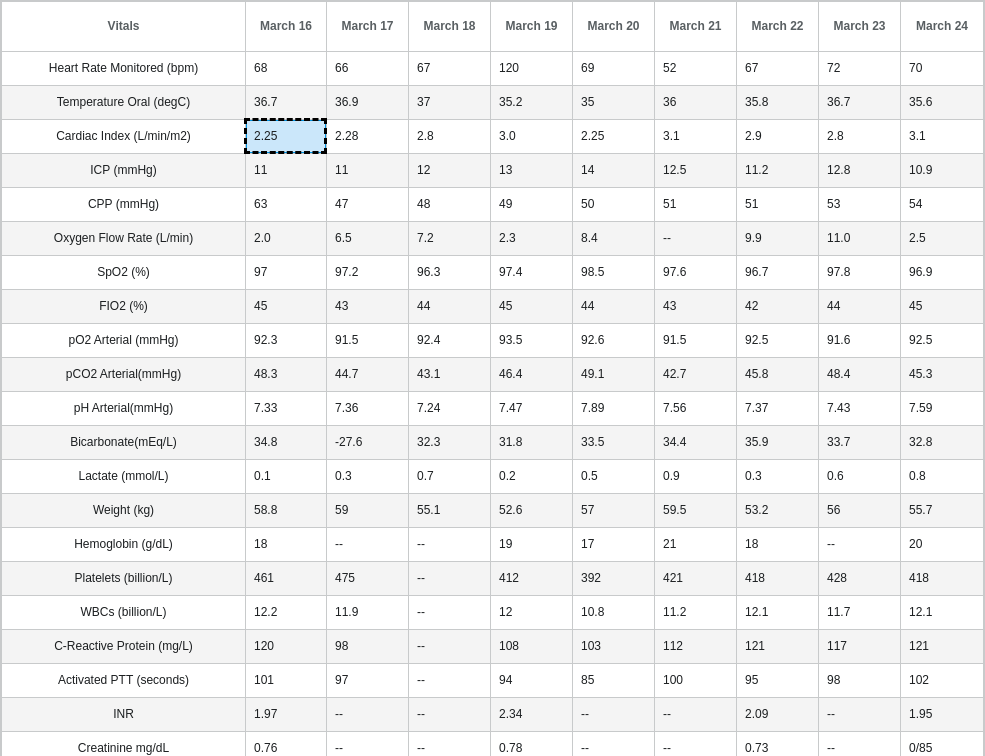 Vitals March 16 March 17 March 18 March 19 March 20 March 21 March 22 March 23 March 24
Heart Rate Monitored (bpm) 68 66 67 120 69 52 67 72 70
Temperature Oral (degC) 36.7 36.9 37 35.2 35 36 35.8 36.7 35.6
Cardiac Index (L/min/m2) 2.25 2.28 2.8 3.0 2.25 3.1 2.9 2.8 3.1
ICP (mmHg) 11 11 12 13 14 12.5 11.2 12.8 10.9
CPP (mmHg) 63 47 48 49 50 51 51 53 54
Oxygen Flow Rate (L/min) 2.0 6.5 7.2 2.3 8.4 -- 9.9 11.0 2.5
SpO2 (%) 97 97.2 96.3 97.4 98.5 97.6 96.7 97.8 96.9
FIO2 (%) 45 43 44 45 44 43 42 44 45
pO2 Arterial (mmHg) 92.3 91.5 92.4 93.5 92.6 91.5 92.5 91.6 92.5
pCO2 Arterial(mmHg) 48.3 44.7 43.1 46.4 49.1 42.7 45.8 48.4 45.3
pH Arterial(mmHg) 7.33 7.36 7.24 7.47 7.89 7.56 7.37 7.43 7.59
Bicarbonate(mEq/L) 34.8 -27.6 32.3 31.8 33.5 34.4 35.9 33.7 32.8
Lactate (mmol/L) 0.1 0.3 0.7 0.2 0.5 0.9 0.3 0.6 0.8
Weight (kg) 58.8 59 55.1 52.6 57 59.5 53.2 56 55.7
Hemoglobin (g/dL) 18 -- -- 19 17 21 18 -- 20
Platelets (billion/L) 461 475 -- 412 392 421 418 428 418
WBCs (billion/L) 12.2 11.9 -- 12 10.8 11.2 12.1 11.7 12.1
C-Reactive Protein (mg/L) 120 98 -- 108 103 112 121 117 121
Activated PTT (seconds) 101 97 -- 94 85 100 95 98 102
INR 1.97 -- -- 2.34 -- -- 2.09 -- 1.95
Creatinine mg/dL 0.76 -- -- 0.78 -- -- 0.73 -- 0/85